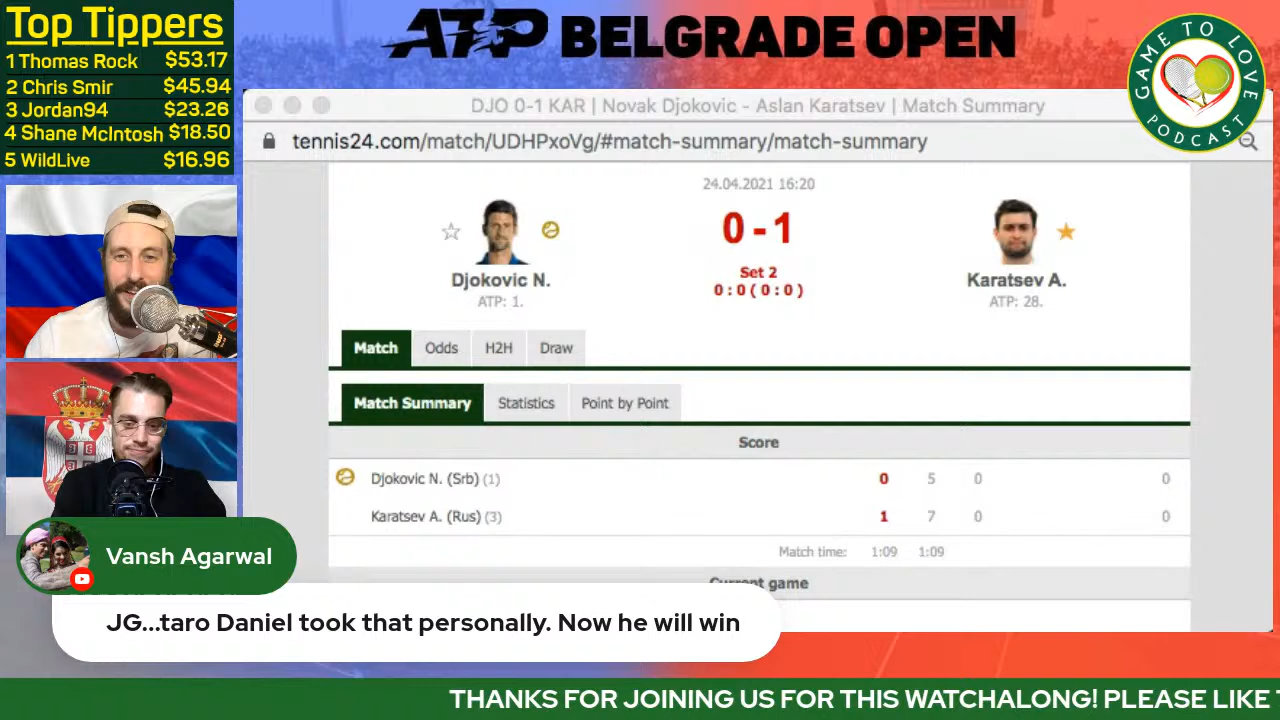 Top Tippers
1 Thomas Rock $53.17
2 Chris Smir $45.94
3 Jordan94 $23.26
4 Shane McIntosh $18.50
5 WildLive $16.96
ATP BELGRADE OPEN
GAME TO LOVE
PODCAST
DJO 0-1 KAR | Novak Djokovic - Aslan Karatsev | Match Summary
tennis24.com/match/UDHPxoVg/#match-summary/match-summary
24.04.2021 16:20
0 - 1
Set 2
0 : 0 ( 0 : 0 )
Djokovic N.
ATP: 1.
Karatsev A.
ATP: 28.
Match Odds H2H Draw
Match Summary Statistics Point by Point
Score
Djokovic N. (Srb) (1) 0 5 0 0
Karatsev A. (Rus) (3) 1 7 0 0
Match time: 1:09 1:09
Current game
Vansh Agarwal
JG...taro Daniel took that personally. Now he will win
THANKS FOR JOINING US FOR THIS WATCHALONG! PLEASE LIKE